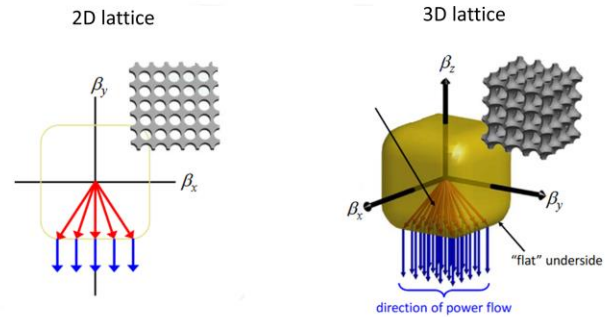 2D lattice
3D lattice
βy
βx
βz
βx
βy
"flat" underside
direction of power flow